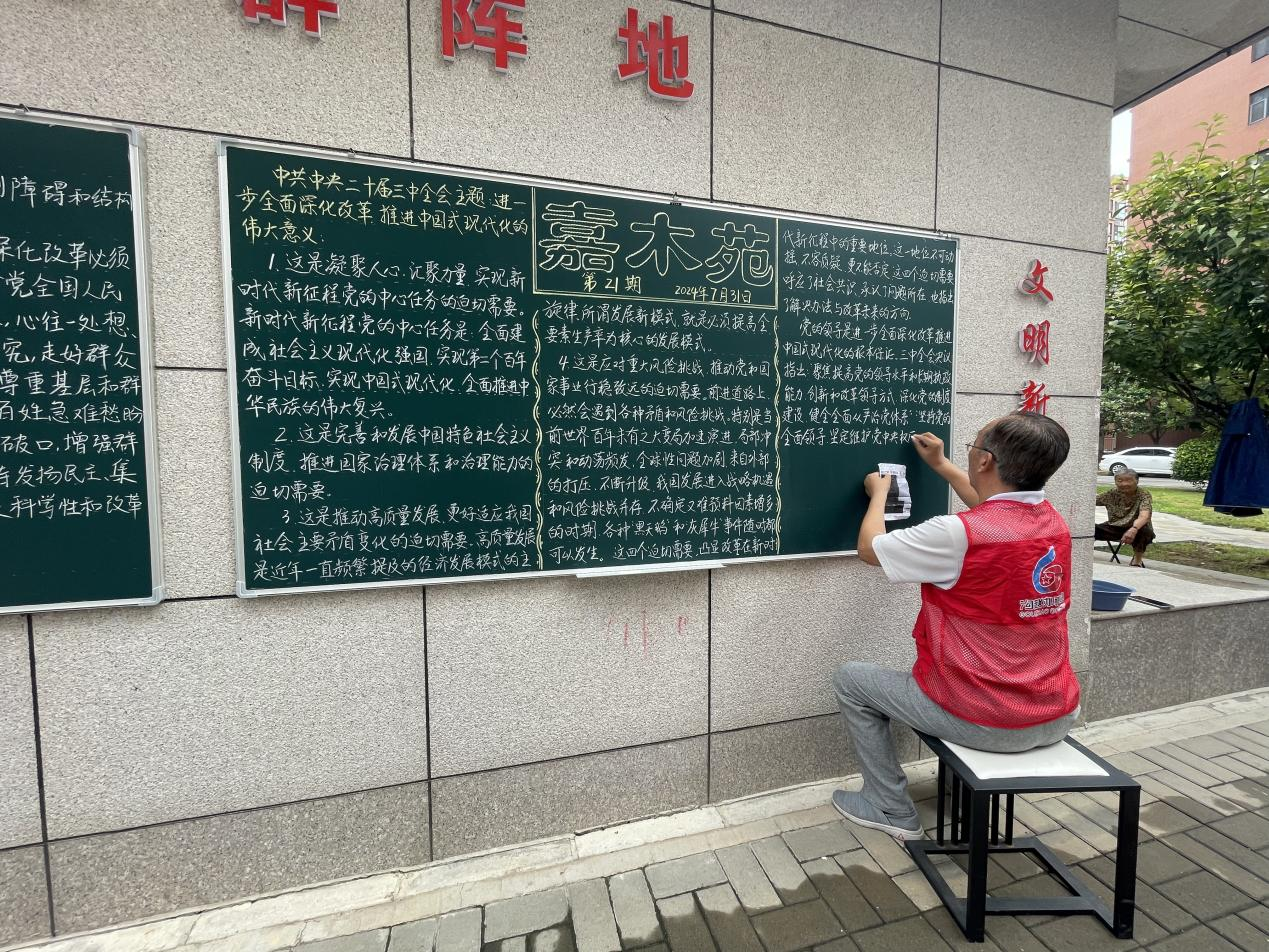 群阵地
刂障碍和结构
深化改革必须
党全国人民
心往一处想、
宽，走好群众
尊重基层和群
百姓急难愁盼
破口，增强群
持发扬民主、集
科学性和改革
中共中央二十届三中全会主题：进一
步全面深化改革 推进中国式现代化的
伟大意义
1. 这是凝聚人心、汇聚力量，实现新
时代新征程党的中心任务的迫切需要。
新时代新征程党的中心任务是：全面建
成社会主义现代化强国、实现第二个百年
奋斗目标，实现中国式现代化 全面推进中
华民族的伟大复兴。
2. 这是完善和发展中国特色社会主义
制度、推进国家治理体系和治理能力的
迫切需要。
3. 这是推动高质量发展、更好适应我国
社会主要矛盾变化的迫切需要。高质量发展
是近年一直频繁提及的经济发展模式的主
嘉木苑
第21期 2024年7月31日
旋律，所谓发展新模式，就是必须提高全
要素生产率为核心的发展模式。
4. 这是应对重大风险挑战、推动党和国
家事业行稳致远的迫切需要。前进道路上，
必然会遇到各种矛盾和风险挑战。特别是当
前世界百年未有之大变局加速演进，局部冲
突和动荡频发，全球性问题加剧，来自外部
的打压，不断升级，我国发展进入战略机遇
和风险挑战并存、不确定又难预料因素增多
的时期，各种“黑天鹅”和“灰犀牛”事件随时都
可以发生。这四个迫切需要，凸显改革在新时
代新征程中的重要地位，这一地位不可动
摇、不容质疑、更不能否定。这四个迫切需要
呼应了社会共识，承认了问题所在，也指出
了解决办法与改革未来的方向。
党的领导是进一步全面深化改革、推进
中国式现代化的根本保证。三中全会决议
指出：聚焦提高党的领导水平和长期执政
能力，创新和改革领导方式，深化党的制度
建设，健全全面从严治党体系“坚持党的
全面领导，坚定维护党中央权
文明新